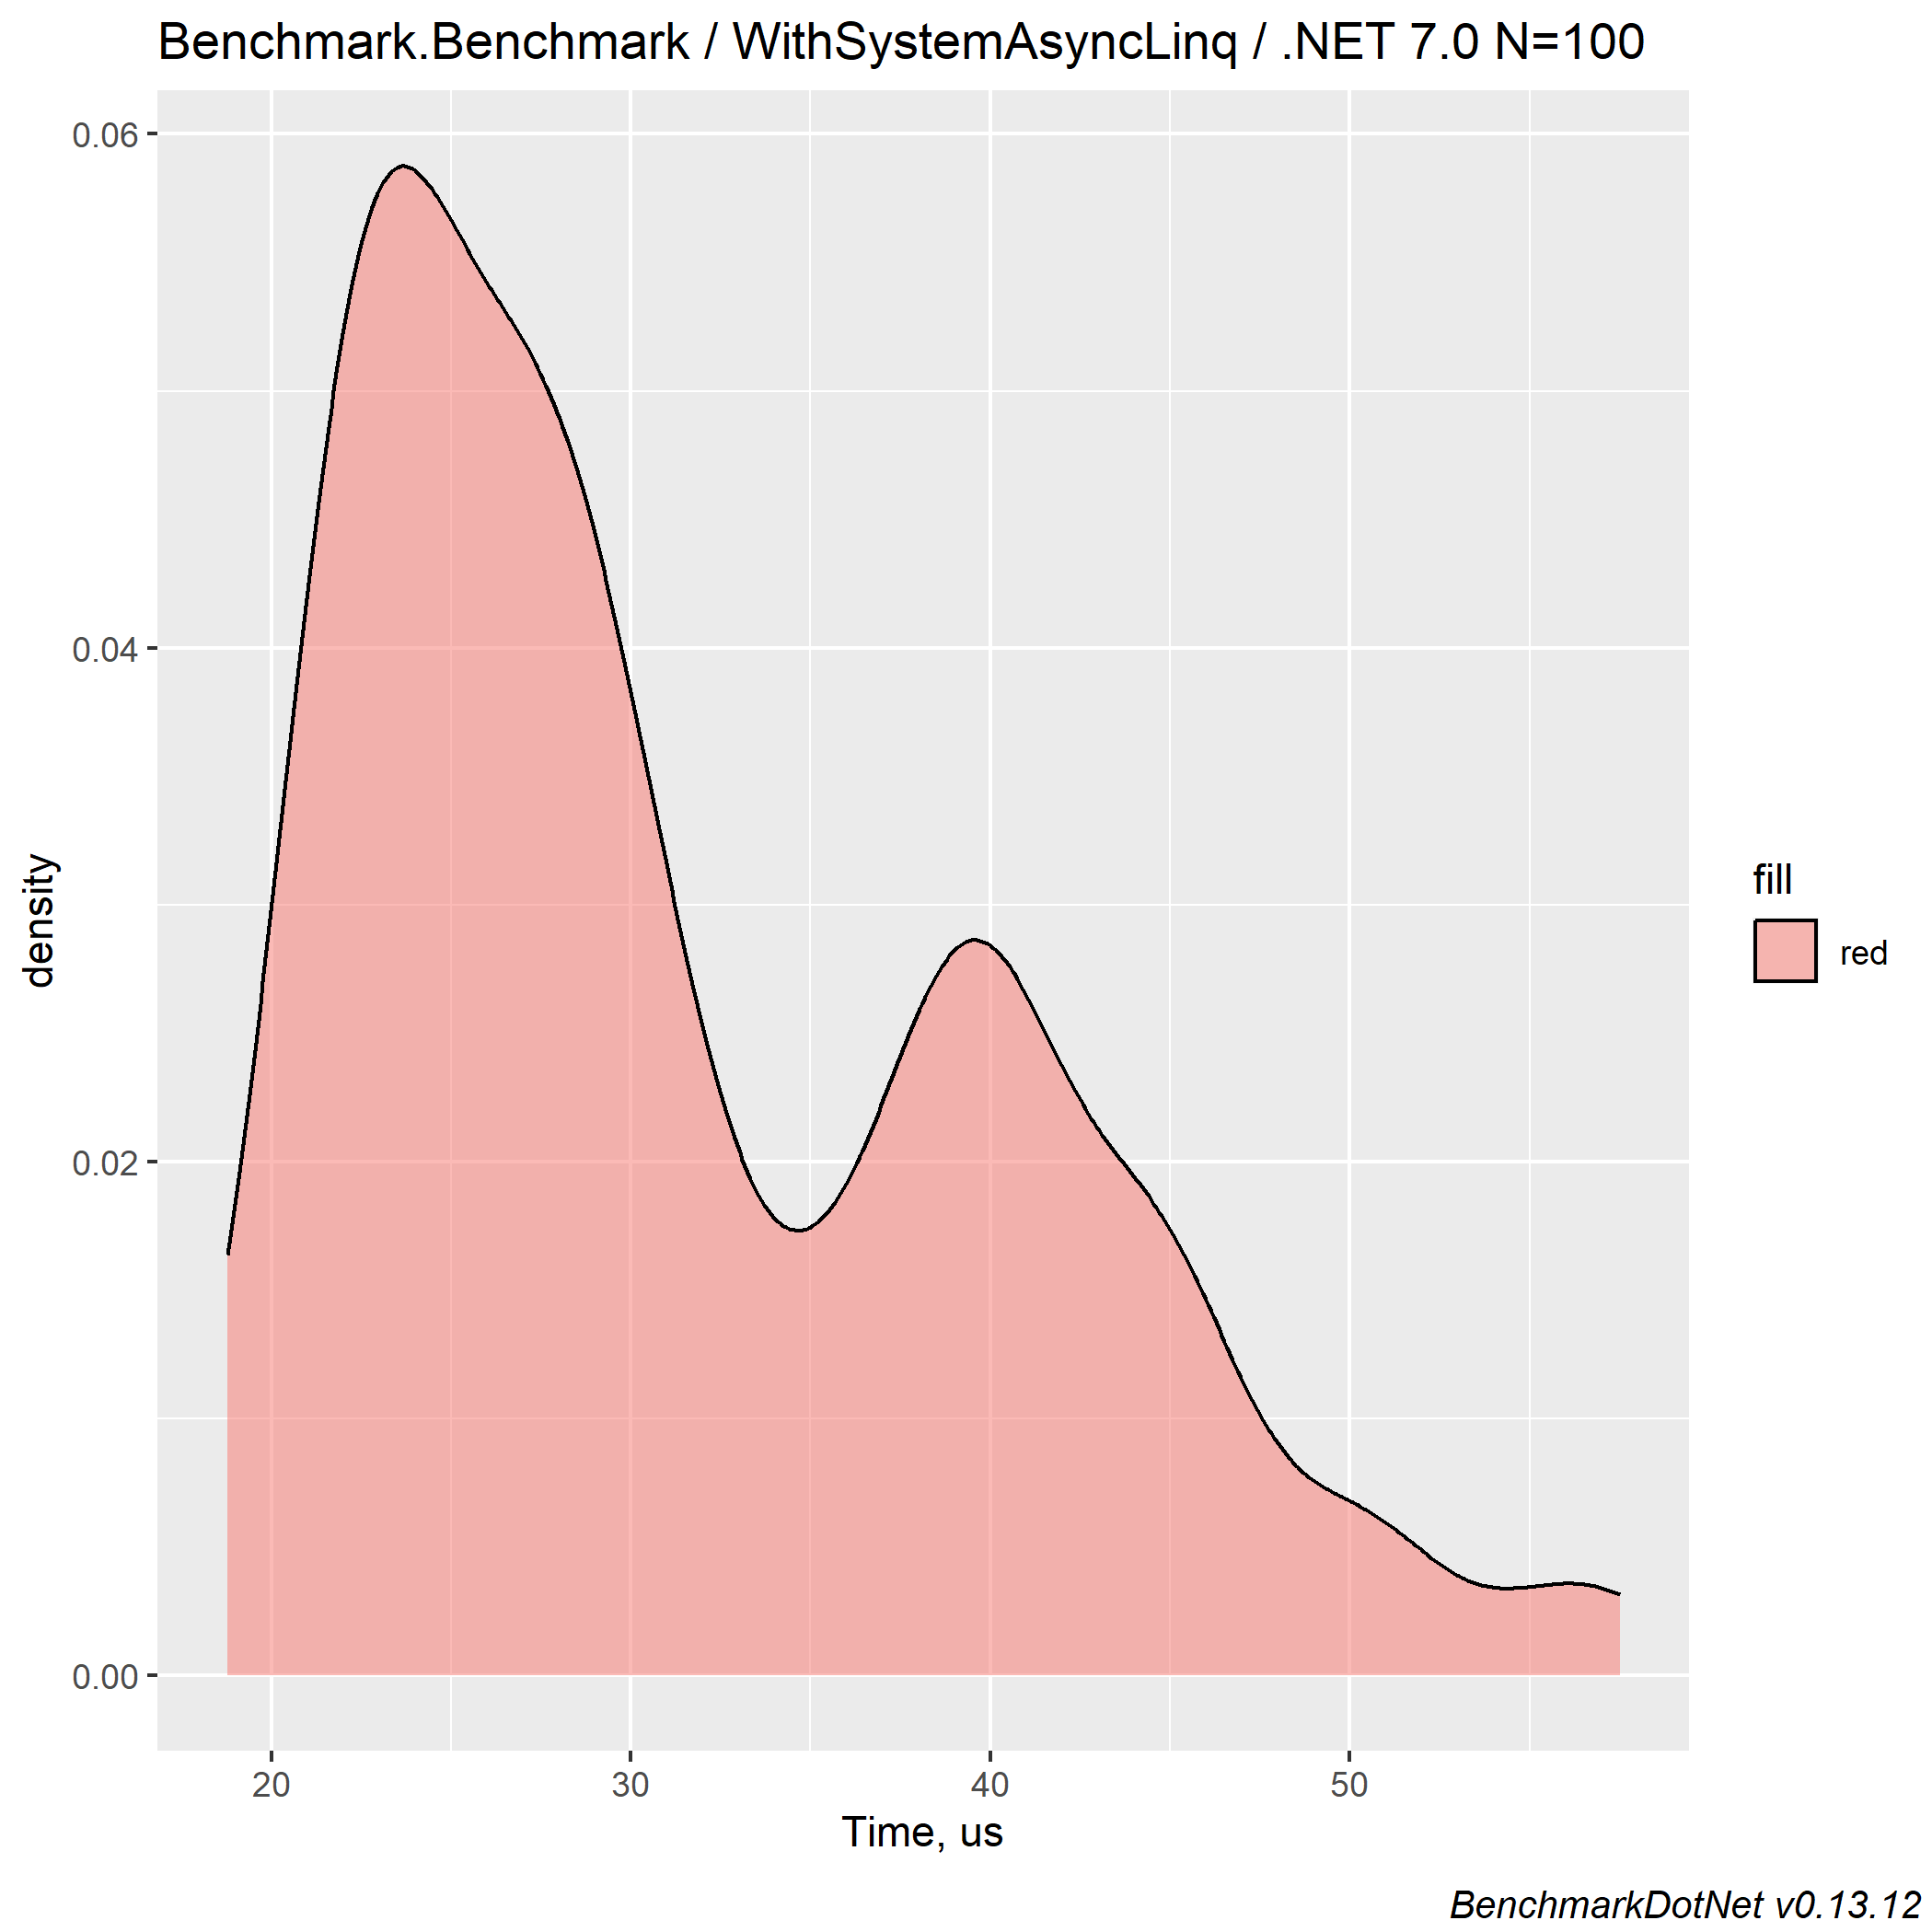 Benchmark.Benchmark / WithSystemAsyncLinq / .NET 7.0 N=100
0.06
0.04
0.02
0.00
density
20 30 40 50
Time, us
fill
red
BenchmarkDotNet v0.13.12